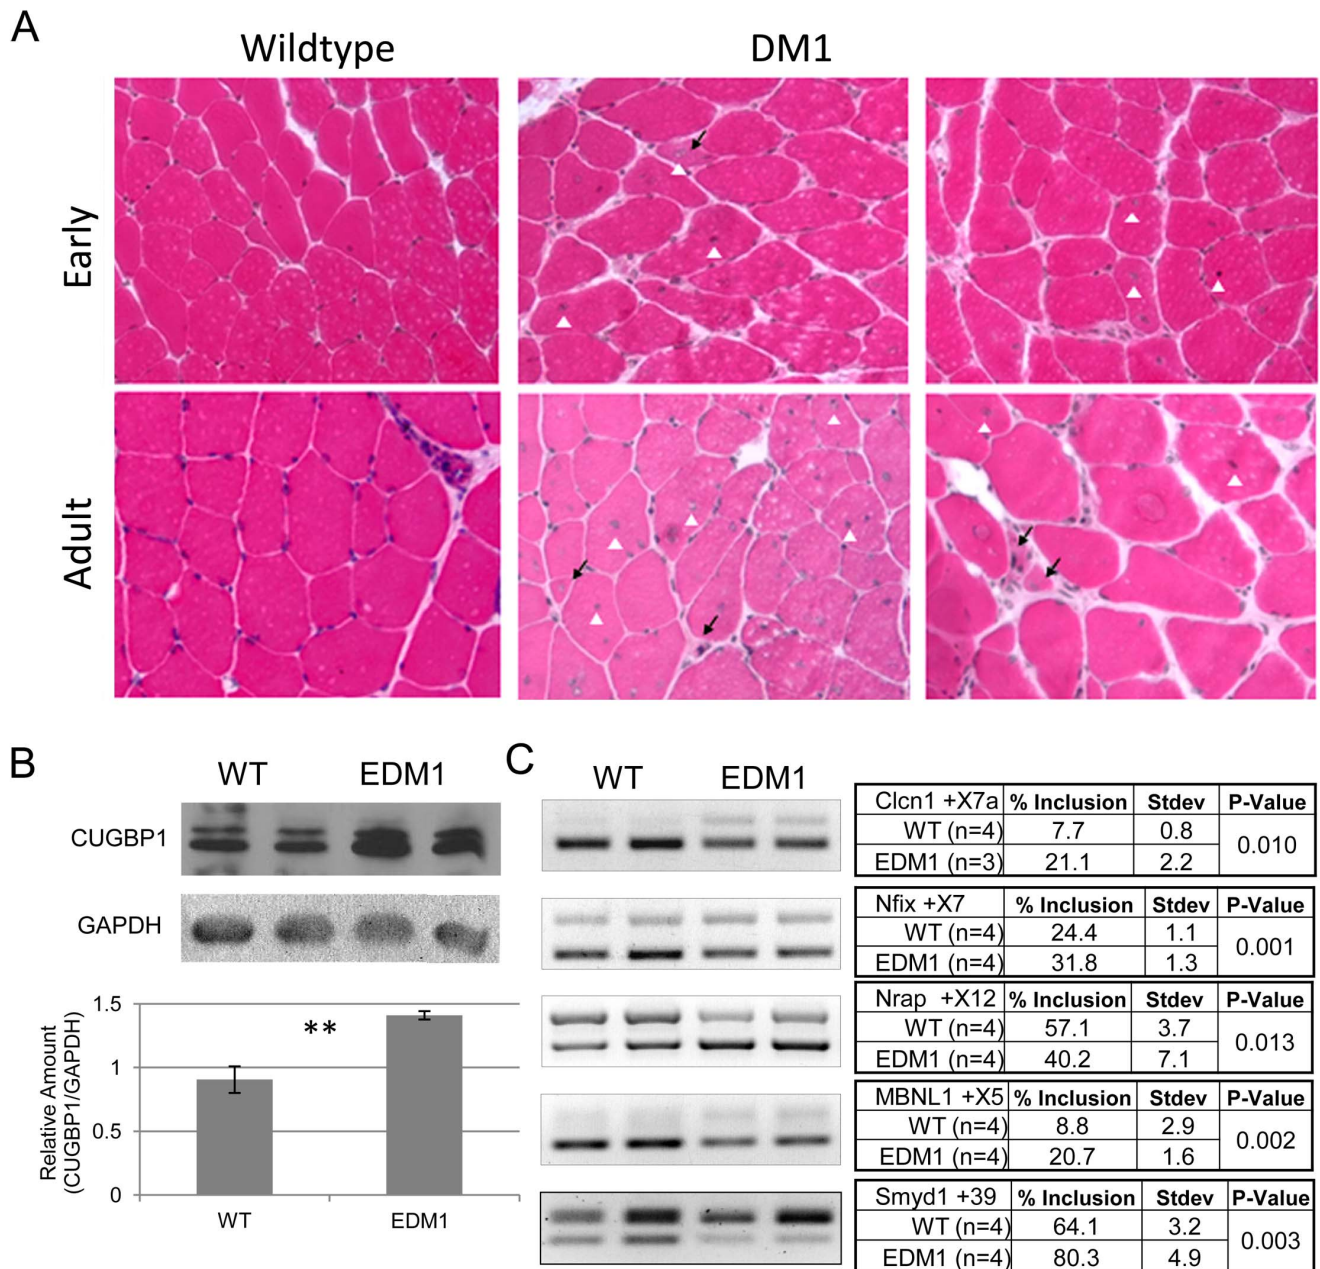 A
Wildtype
DM1
Early
Adult
B
WT
EDM1
CUGBP1
GAPDH
Relative Amount
(CUGBP1/GAPDH)
1.5
1
0.5
0
**
WT
EDM1
C
WT
EDM1
Clcn1 +X7a % Inclusion Stdev P-Value
WT (n=4) 7.7 0.8 0.010
EDM1 (n=3) 21.1 2.2
Nfix +X7 % Inclusion Stdev P-Value
WT (n=4) 24.4 1.1 0.001
EDM1 (n=4) 31.8 1.3
Nrap +X12 % Inclusion Stdev P-Value
WT (n=4) 57.1 3.7 0.013
EDM1 (n=4) 40.2 7.1
MBNL1 +X5 % Inclusion Stdev P-Value
WT (n=4) 8.8 2.9 0.002
EDM1 (n=4) 20.7 1.6
Smyd1 +39 % Inclusion Stdev P-Value
WT (n=4) 64.1 3.2 0.003
EDM1 (n=4) 80.3 4.9